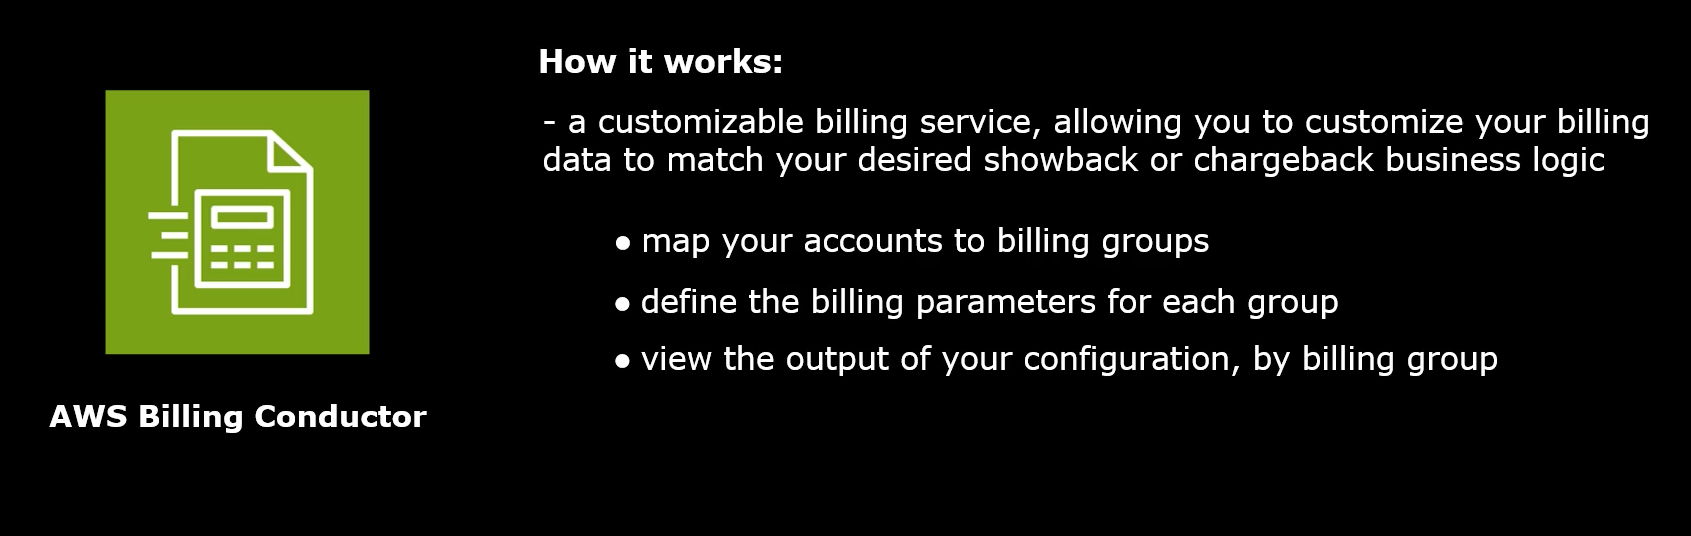 How it works:
- a customizable billing service, allowing you to customize your billing
data to match your desired showback or chargeback business logic
● map your accounts to billing groups
● define the billing parameters for each group
● view the output of your configuration, by billing group
AWS Billing Conductor